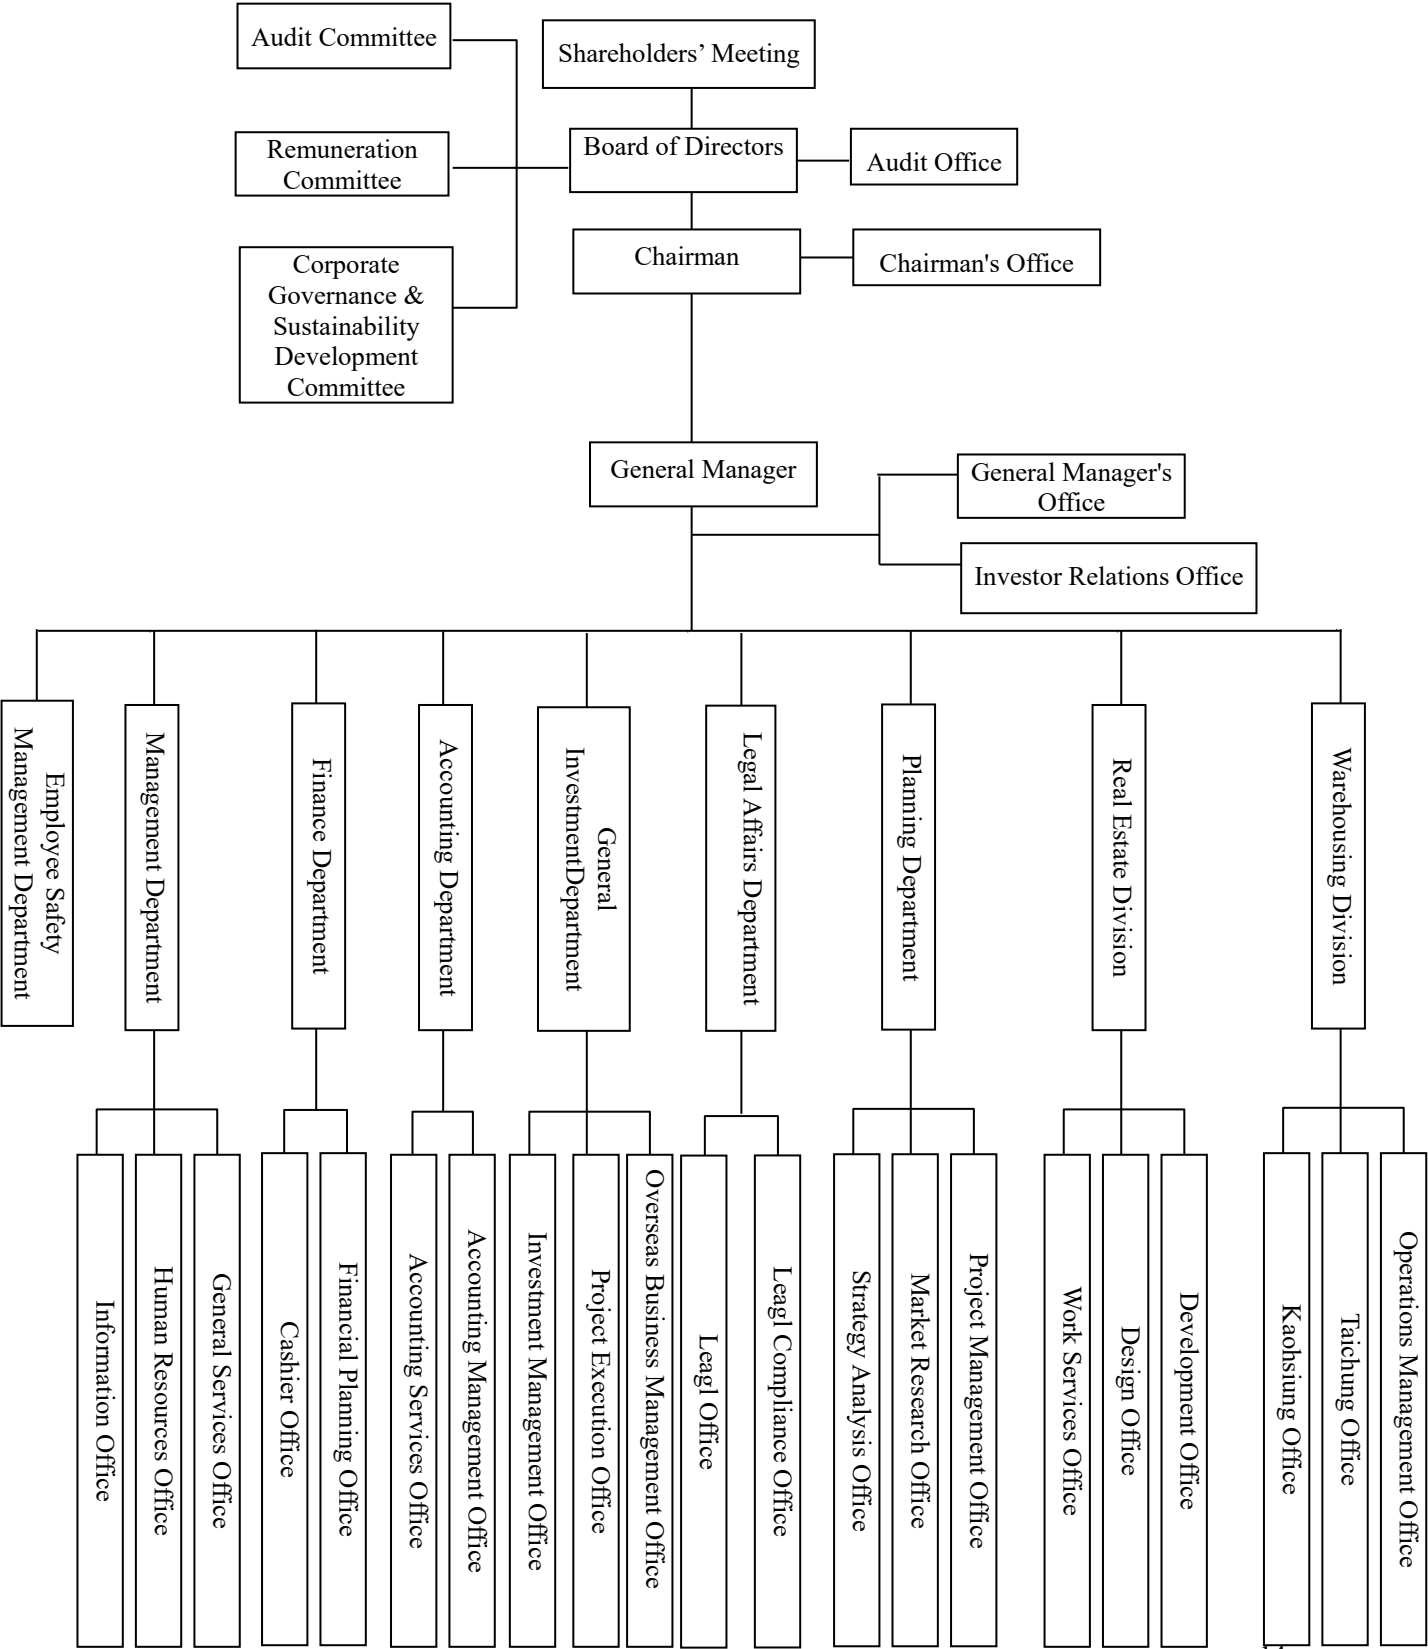 Audit Committee
Shareholders’ Meeting
Remuneration
Committee
Board of Directors
Audit Office
Corporate
Governance &
Sustainability
Development
Committee
Chairman
Chairman's Office
General Manager
General Manager's
Office
Investor Relations Office
Employee Safety
Management Department
Management Department
Finance Department
Accounting Department
General
InvestmentDepartment
Legal Affairs Department
Planning Department
Real Estate Division
Warehousing Division
Information Office
Human Resources Office
General Services Office
Cashier Office
Financial Planning Office
Accounting Services Office
Accounting Management Office
Investment Management Office
Project Execution Office
Overseas Business Management Office
Leagl Office
Leagl Compliance Office
Strategy Analysis Office
Market Research Office
Project Management Office
Work Services Office
Design Office
Development Office
Kaohsiung Office
Taichung Office
Operations Management Office